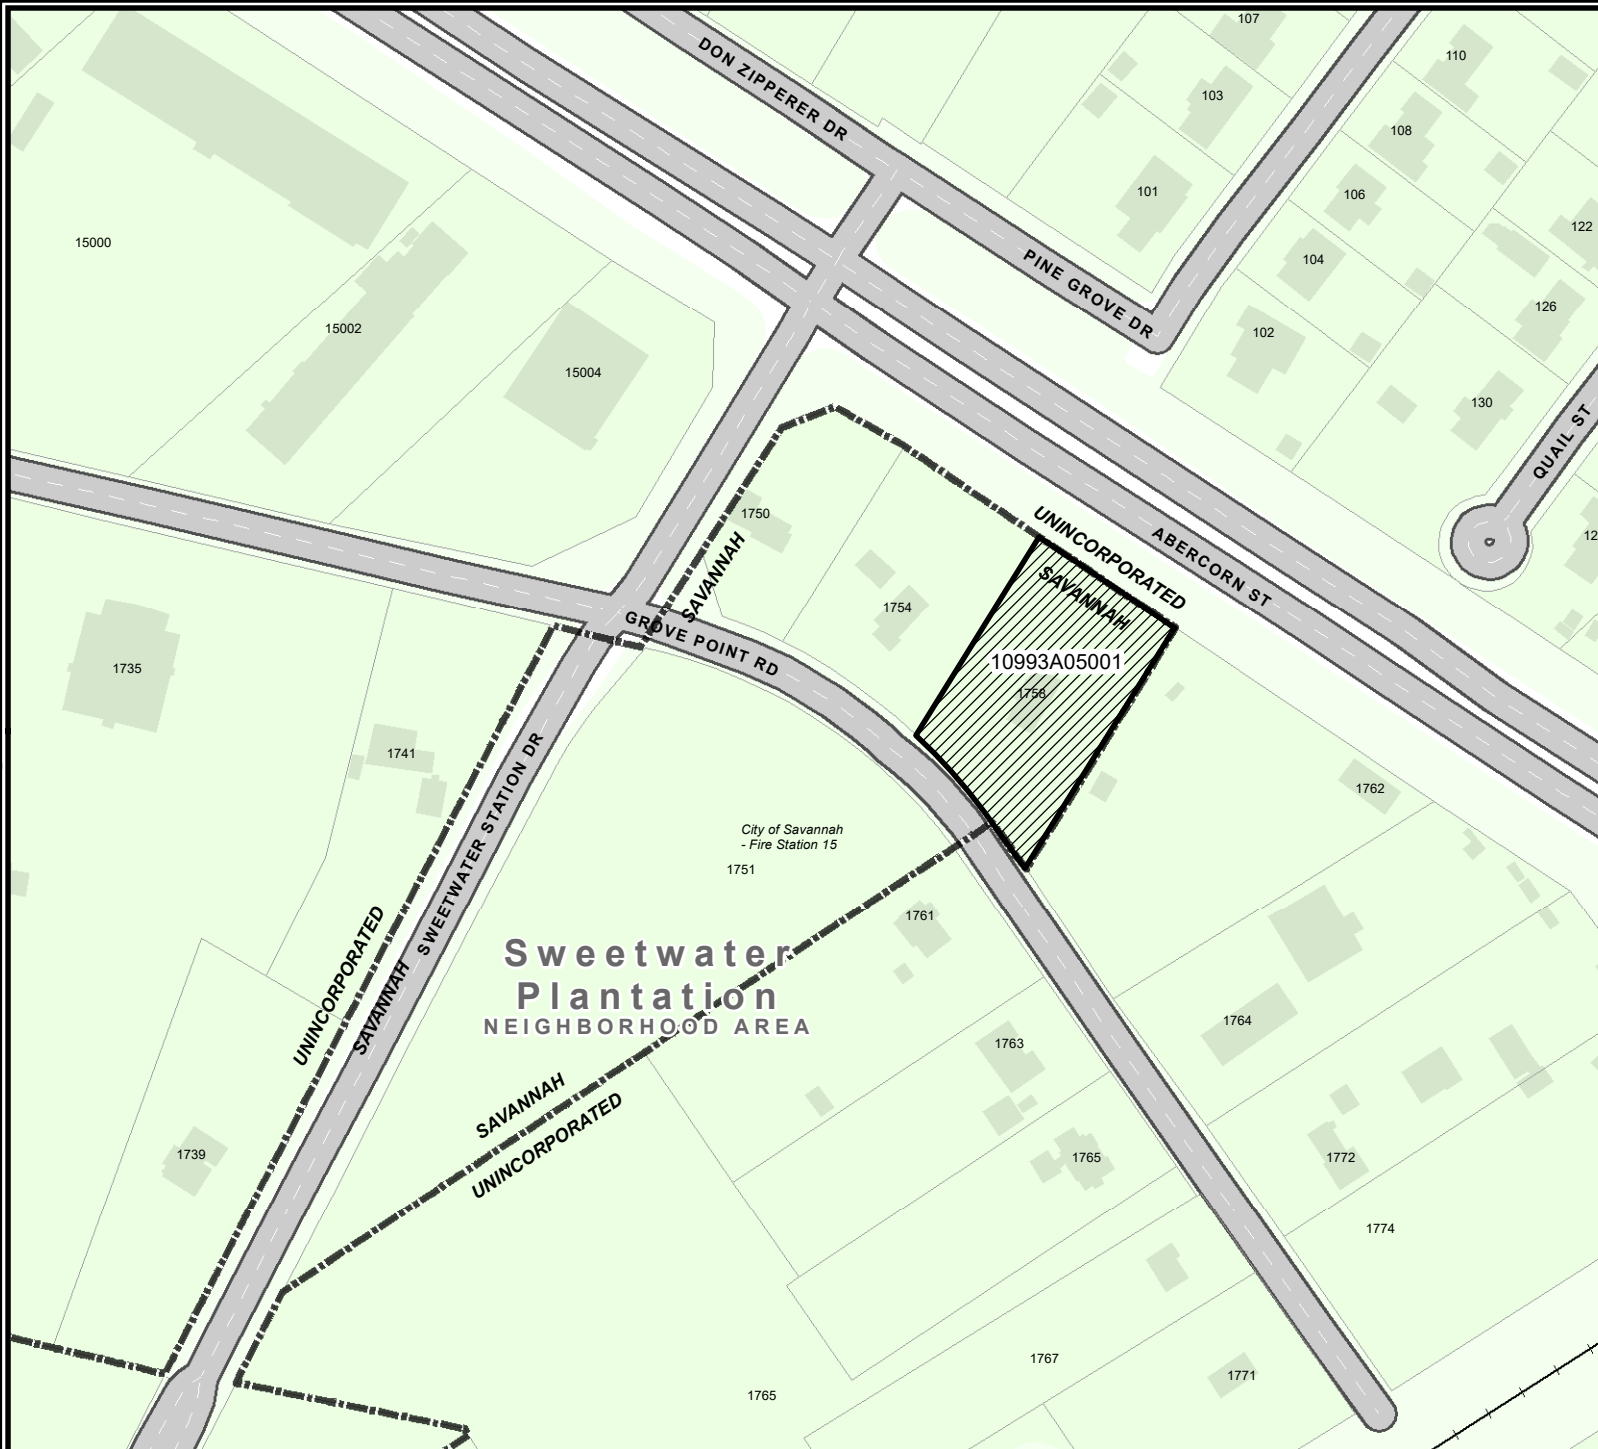 107
110
DON ZIPPERER DR
103
108
101
106
122
15000
104
PINE GROVE DR
126
15002
102
15004
130
QUAIL ST
1750
UNINCORPORATED
SAVANNAH
ABERCORN ST
12
SAVANNAH
1754
GROVE POINT RD
10993A05001
1735
1758
1741
SWEETWATER STATION DR
1762
City of Savannah
- Fire Station 15
1751
1761
UNINCORPORATED
SAVANNAH
Sweetwater
Plantation
NEIGHBORHOOD AREA
1764
1763
SAVANNAH
UNINCORPORATED
1739
1765
1772
1774
1767
1771
1765